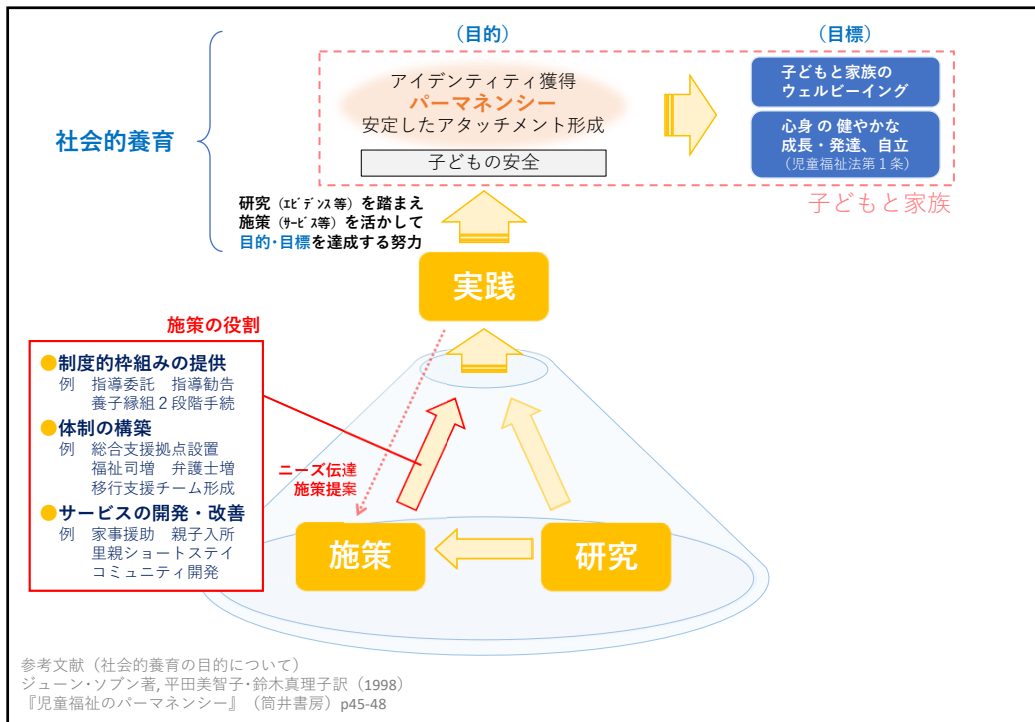 （目的）
（目標）
アイデンティティ獲得
パーマネンシー
安定したアタッチメント形成
子どもの安全
子どもと家族の
ウェルビーイング
心身 の 健やかな
成長・発達、自立
（児童福祉法第１条）
子どもと家族
社会的養育
研究（ｴﾋﾞﾃﾞﾝｽ等）を踏まえ
施策（ｻｰﾋﾞｽ等）を活かして
目的・目標を達成する努力
実践
施策の役割
●制度的枠組みの提供
例　指導委託　指導勧告
養子縁組２段階手続
●体制の構築
例　総合支援拠点設置
福祉司増　弁護士増
移行支援チーム形成
●サービスの開発・改善
例　家事援助　親子入所
里親ショートステイ
コミュニティ開発
ニーズ伝達
施策提案
施策
研究
参考文献（社会的養育の目的について）
ジューン・ソブン著, 平田美智子・鈴木真理子訳（1998）
『児童福祉のパーマネンシー』（筒井書房）p45-48